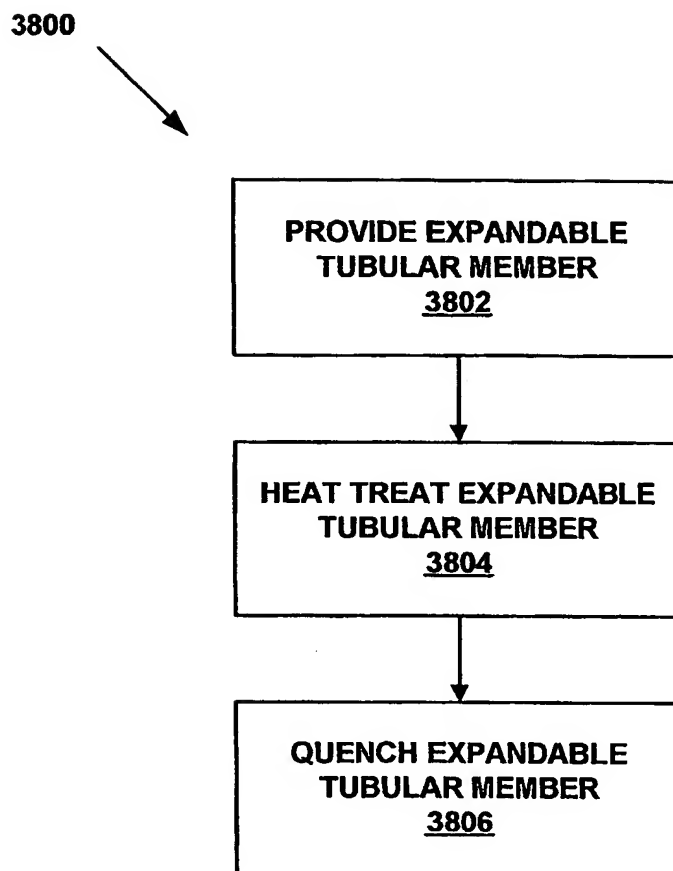 3800
PROVIDE EXPANDABLE
TUBULAR MEMBER
3802
HEAT TREAT EXPANDABLE
TUBULAR MEMBER
3804
QUENCH EXPANDABLE
TUBULAR MEMBER
3806